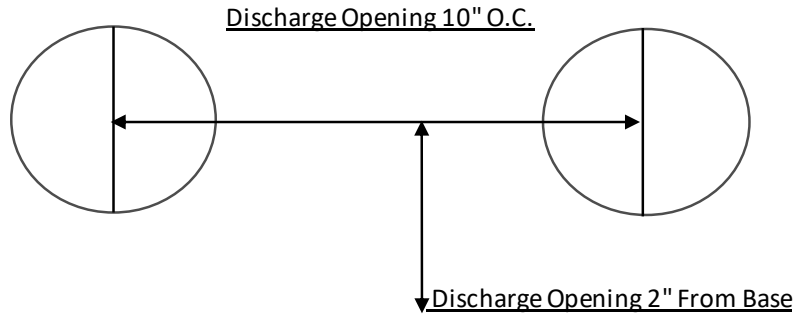 Discharge Opening 10" O.C.
Discharge Opening 2" From Base